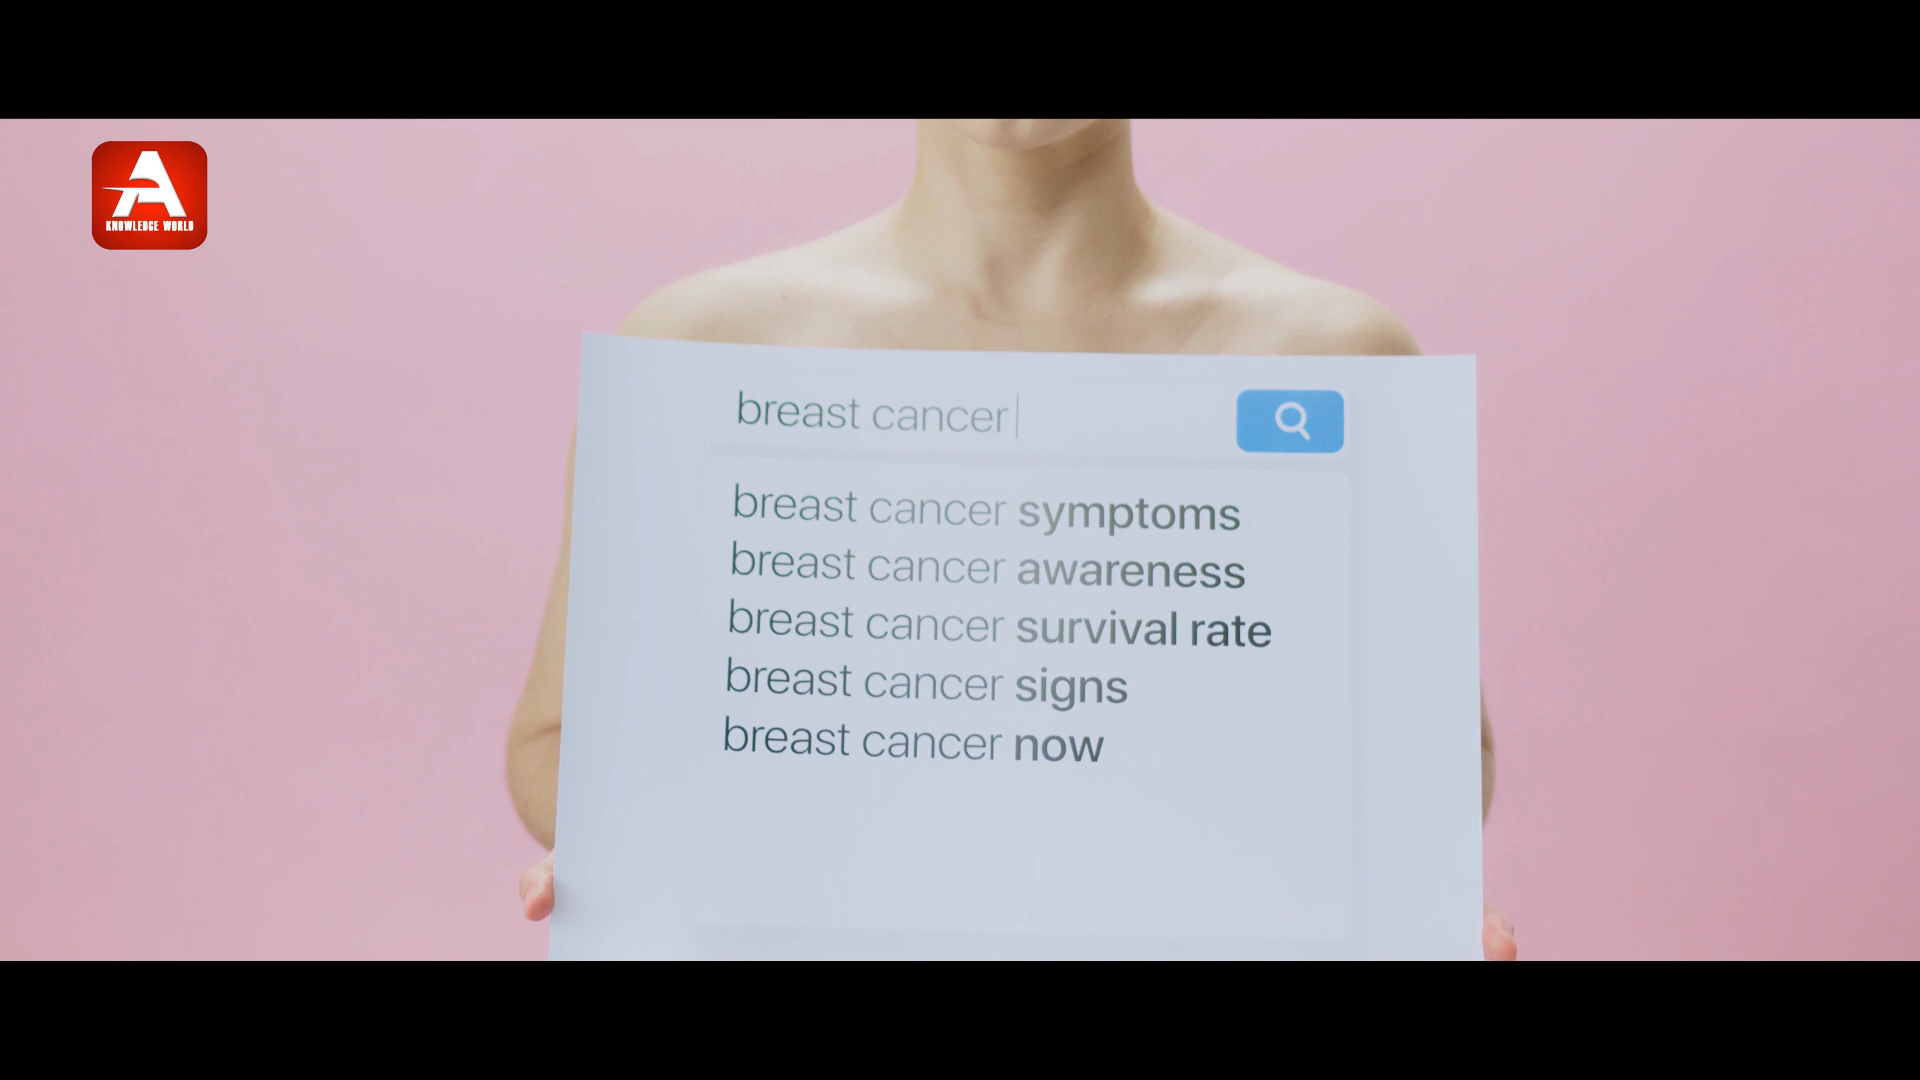 A
KNOWLEDGE WORLD
breast cancer
breast cancer symptoms
breast cancer awareness
breast cancer survival rate
breast cancer signs
breast cancer now